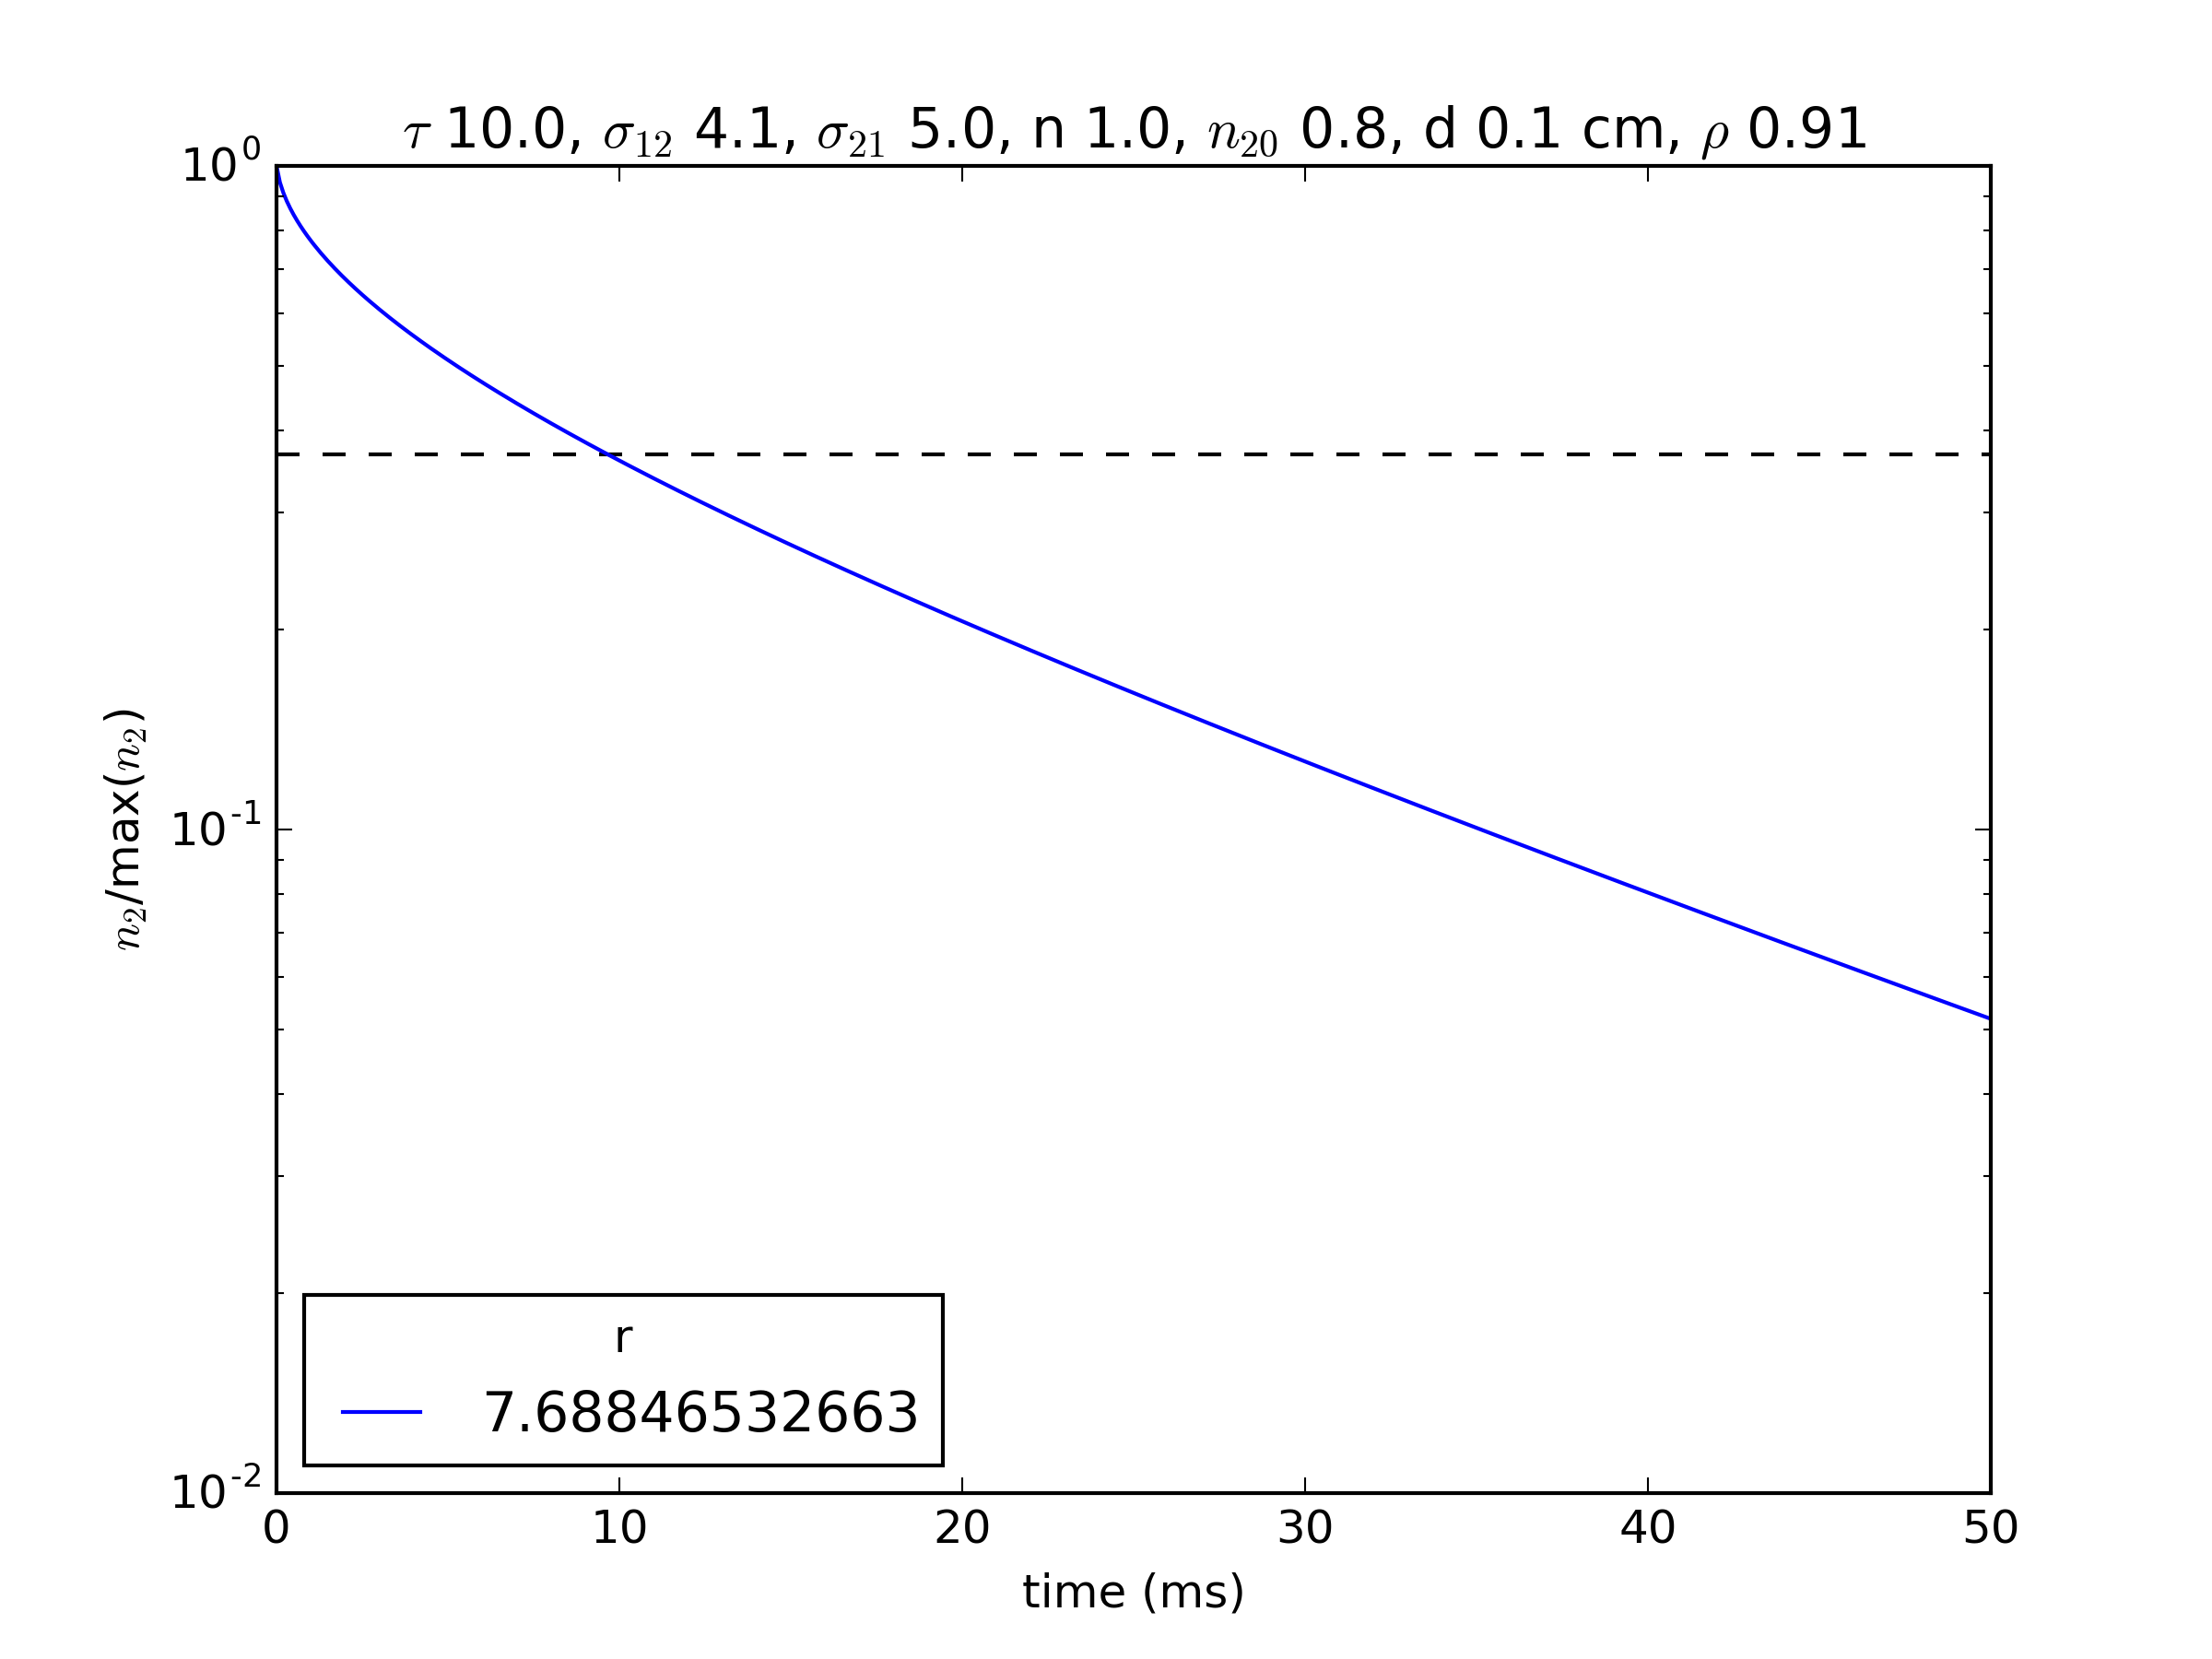 τ 10.0, σ₁₂ 4.1, σ₂₁ 5.0, n 1.0, n₂₀ 0.8, d 0.1 cm, ρ 0.91
10⁰
10⁻¹
10⁻²
n₂/max(n₂)
r
7.68846532663
0 10 20 30 40 50
time (ms)